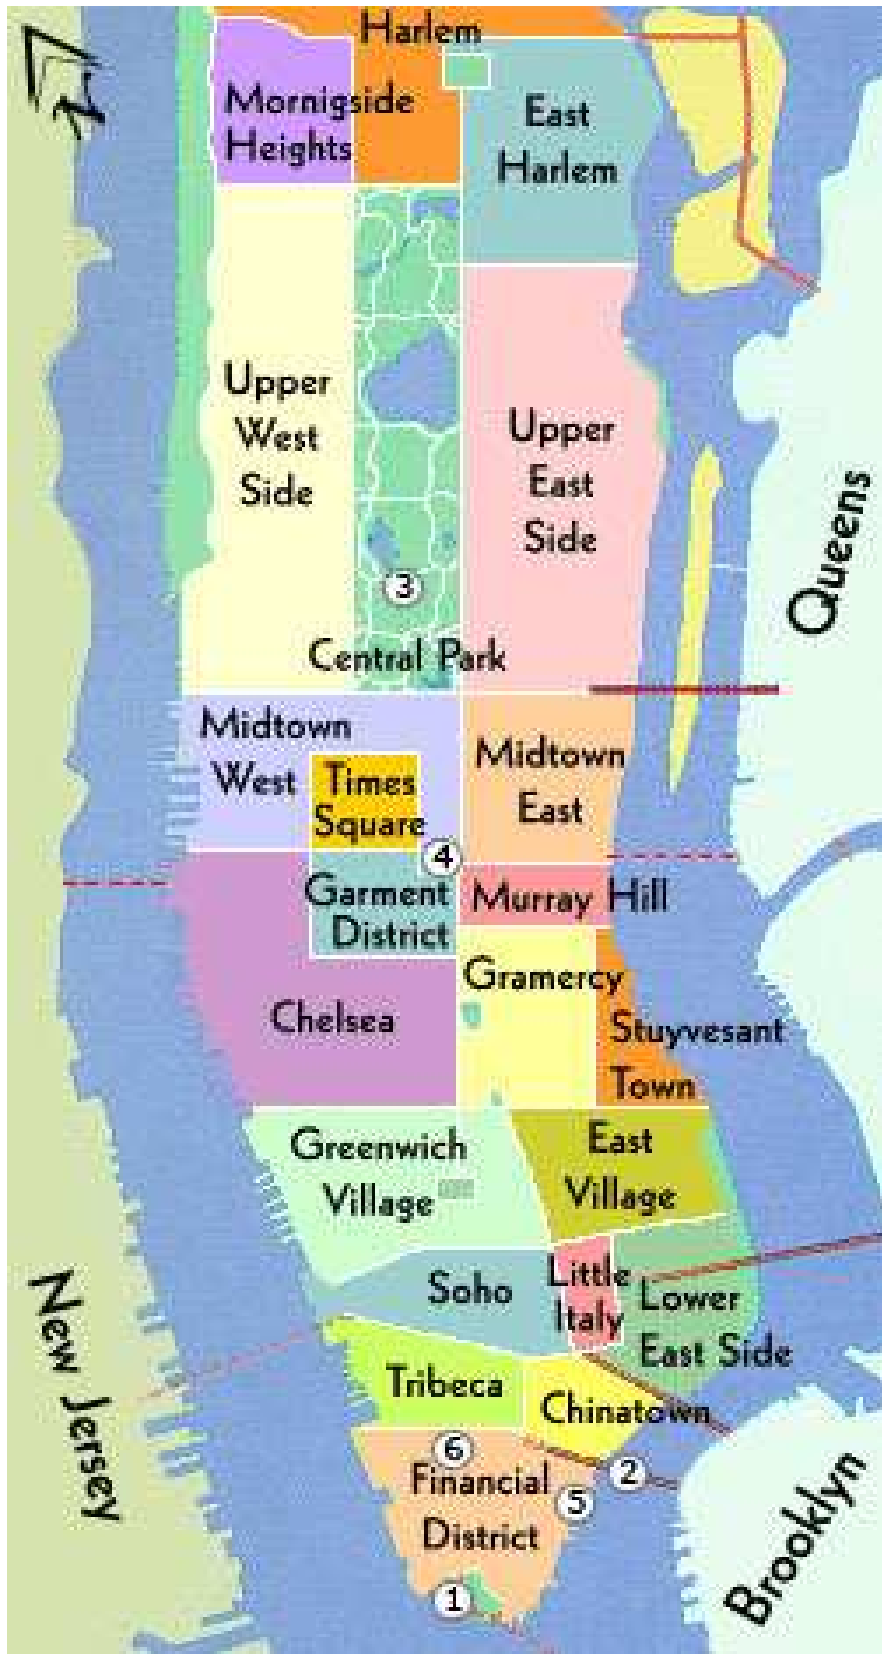 Harlem
Mornigside
Heights
East
Harlem
Upper
West
Side
Upper
East
Side
Queens
3
Central Park
Midtown
West
Times
Square
Midtown
East
4
Garment
District
Murray Hill
Gramercy
Chelsea
Stuyvesant
Town
Greenwich
Village
East
Village
Soho
Little
Italy
Lower
East Side
New Jersey
Tribeca
Chinatown
6
Financial
District
2
5
Brooklyn
1